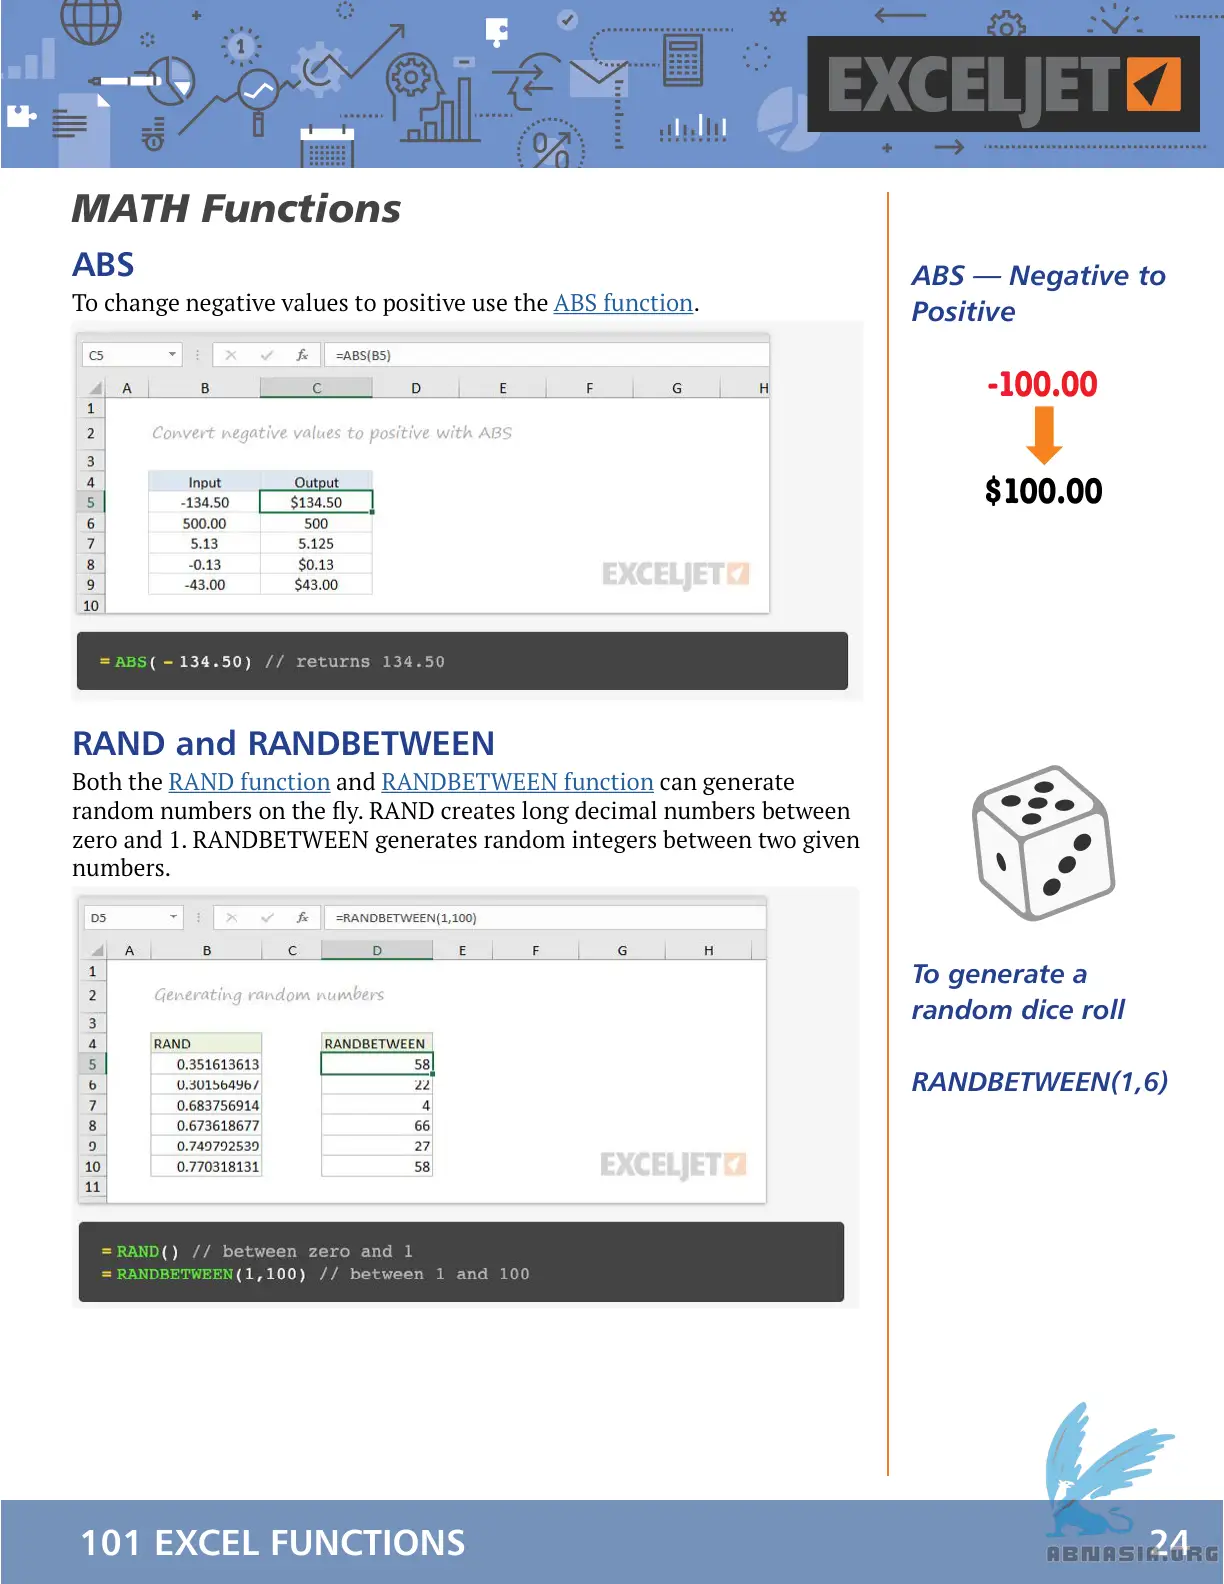 1
EXCELJET
MATH Functions
ABS
To change negative values to positive use the ABS function.
C5 fx =ABS(B5)
A B C D E F G H
1
2 Convert negative values to positive with ABS
3
4 Input Output
5 -134.50 $134.50
6 500.00 500
7 5.13 5.125
8 -0.13 $0.13
9 -43.00 $43.00
10
EXCELJET
=ABS(-134.50) // returns 134.50
ABS — Negative to
Positive
-100.00
$100.00
RAND and RANDBETWEEN
Both the RAND function and RANDBETWEEN function can generate
random numbers on the fly. RAND creates long decimal numbers between
zero and 1. RANDBETWEEN generates random integers between two given
numbers.
D5 fx =RANDBETWEEN(1,100)
A B C D E F G H
1
2 Generating random numbers
3
4 RAND RANDBETWEEN
5 0.351613613 58
6 0.301564967 22
7 0.683756914 4
8 0.673618677 66
9 0.749792539 27
10 0.770318131 58
11
EXCELJET
=RAND() // between zero and 1
=RANDBETWEEN(1,100) // between 1 and 100
To generate a
random dice roll
RANDBETWEEN(1,6)
101 EXCEL FUNCTIONS
24
ABNASIA.ORG